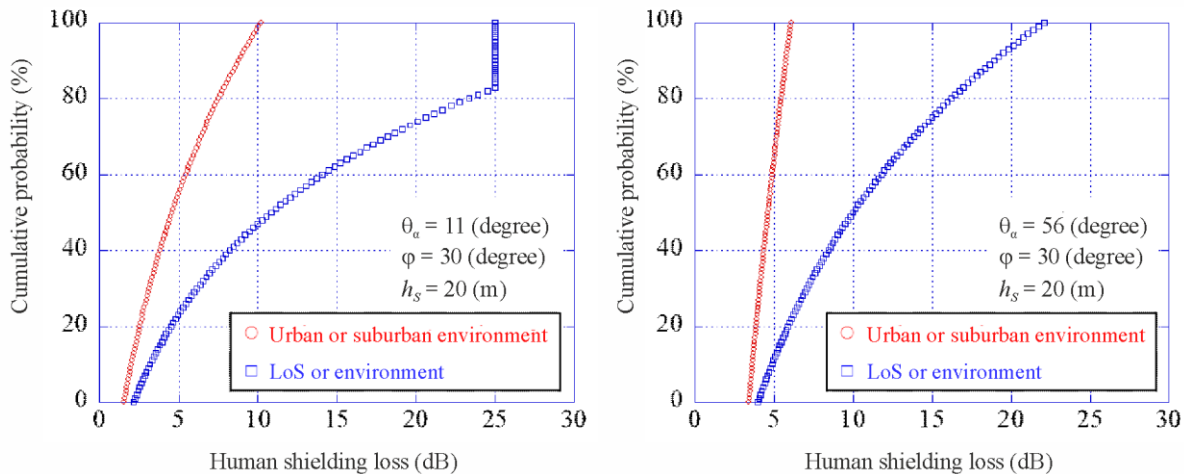 100
80
60
40
20
0
Cumulative probability (%)
θα = 11 (degree)
φ = 30 (degree)
hS = 20 (m)
Urban or suburban environment
LoS or environment
0 5 10 15 20 25 30
Human shielding loss (dB)
100
80
60
40
20
0
Cumulative probability (%)
θα = 56 (degree)
φ = 30 (degree)
hS = 20 (m)
Urban or suburban environment
LoS or environment
0 5 10 15 20 25 30
Human shielding loss (dB)